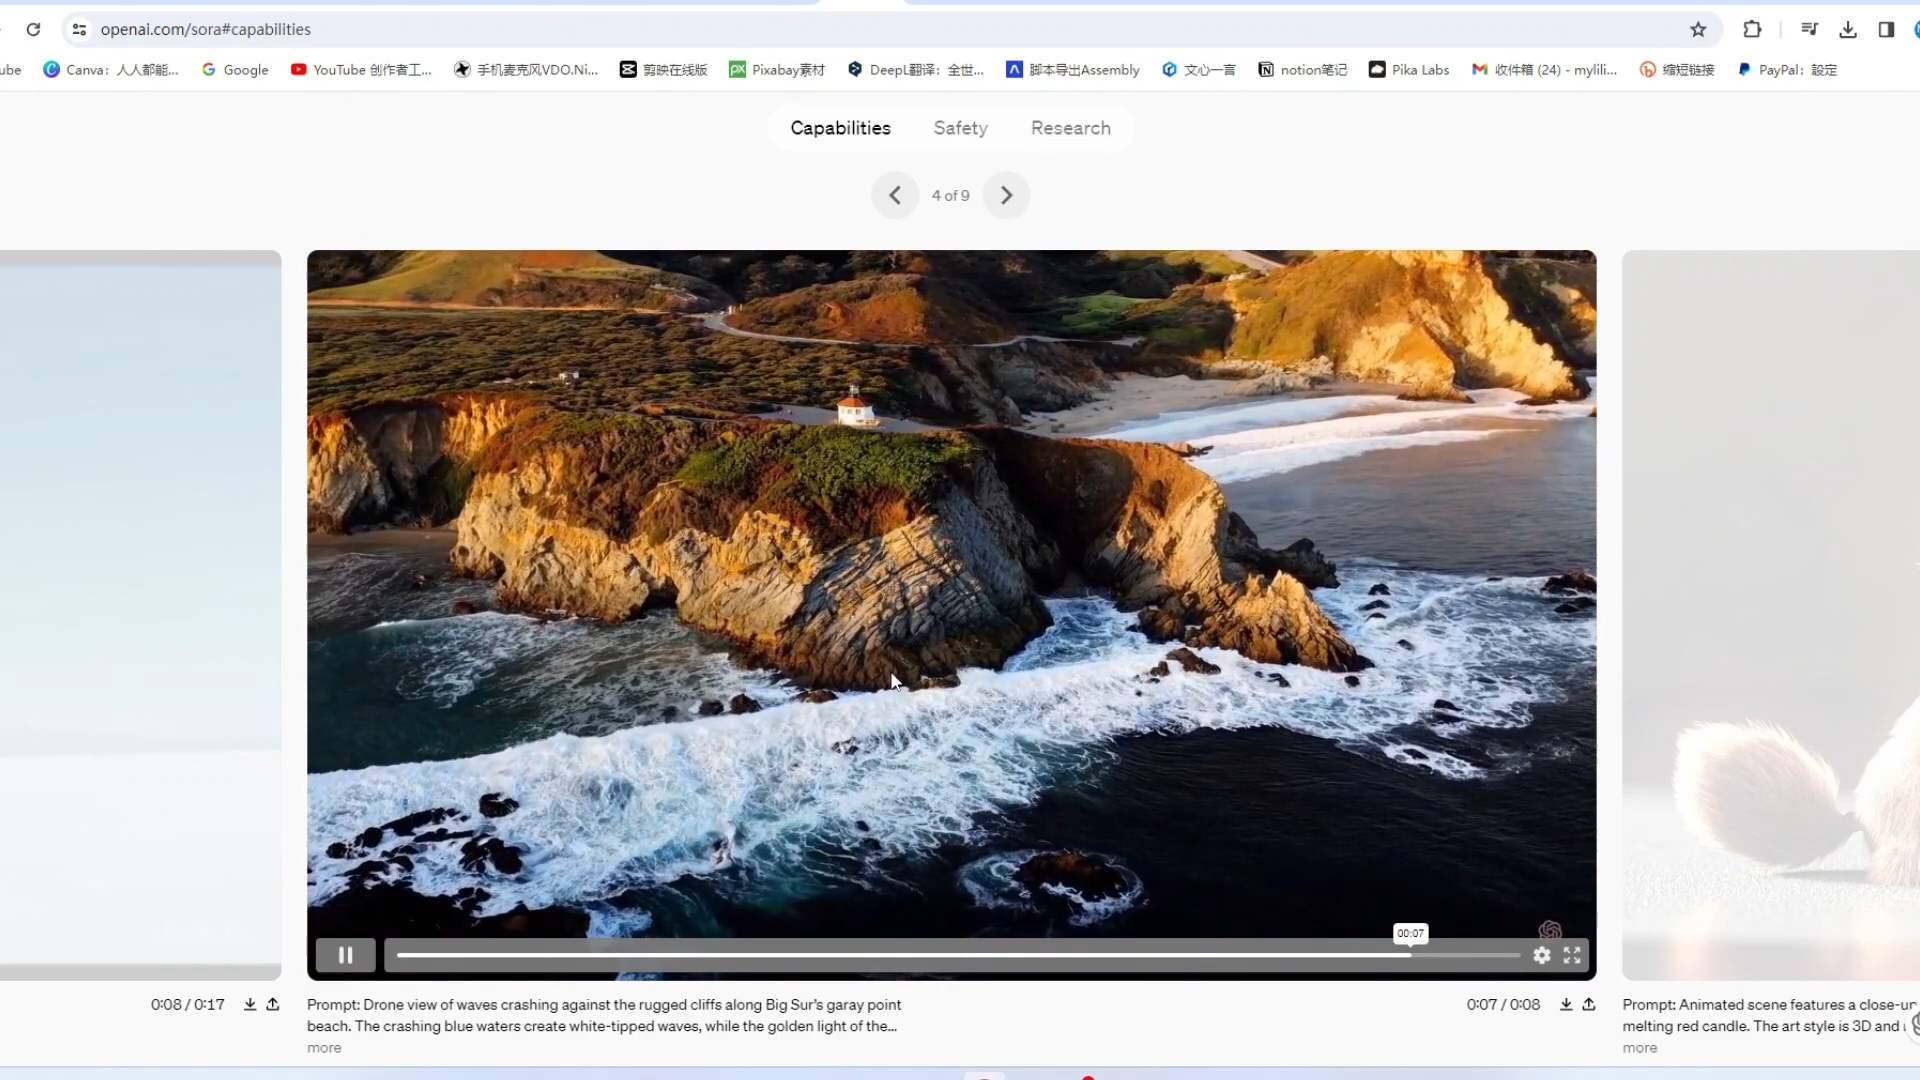 openai.com/sora#capabilities
ube
Canva：人人都能...
Google
YouTube 创作者工...
手机麦克风VDO.Ni...
剪映在线版
Pixabay素材
DeepL翻译：全世...
脚本导出Assembly
文心一言
notion笔记
Pika Labs
收件箱 (24) - mylili...
缩短链接
PayPal：設定
Capabilities
Safety
Research
4 of 9
00:07
0:08 / 0:17
Prompt: Drone view of waves crashing against the rugged cliffs along Big Sur's garay point
beach. The crashing blue waters create white-tipped waves, while the golden light of the...
more
0:07 / 0:08
Prompt: Animated scene features a close-up
melting red candle. The art style is 3D and
more